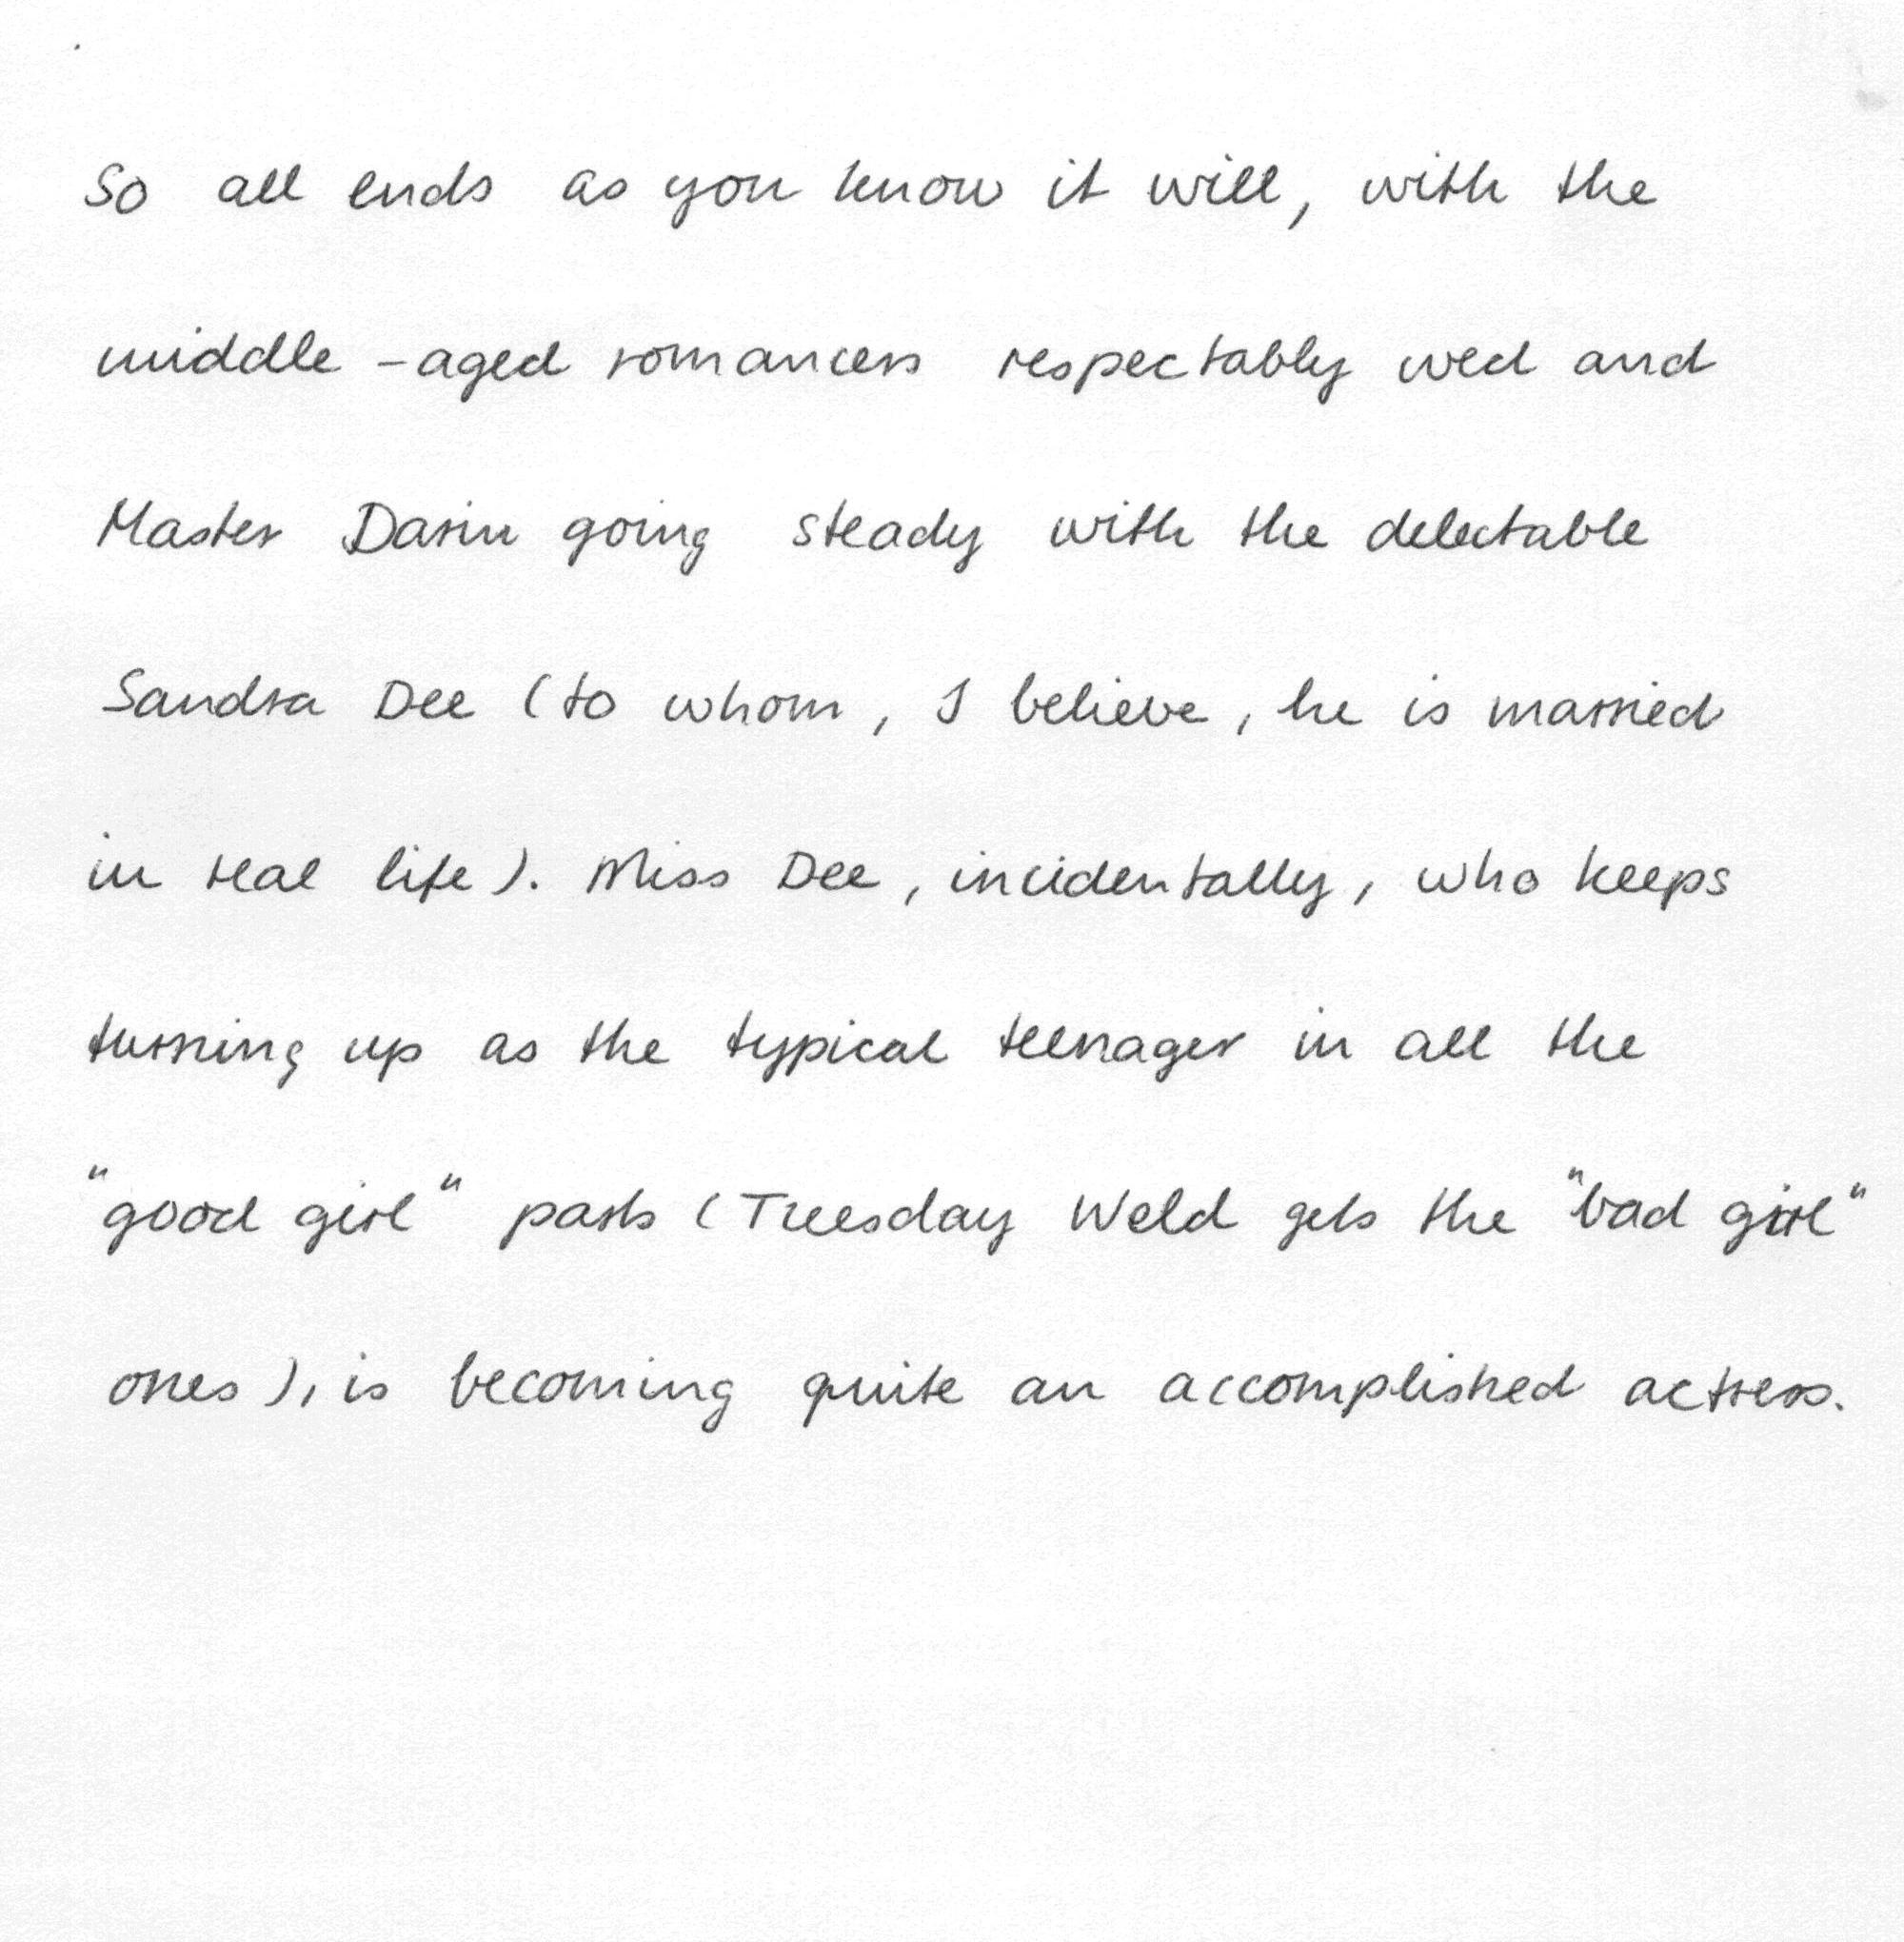 So all ends as you know it will, with the
middle-aged romancers respectably wed and
Master Darin going steady with the delectable
Sandra Dee (to whom, I believe, he is married
in real life). Miss Dee, incidentally, who keeps
turning up as the typical teenager in all the
"good girl" parts (Tuesday Weld gets the "bad girl"
ones), is becoming quite an accomplished actress.